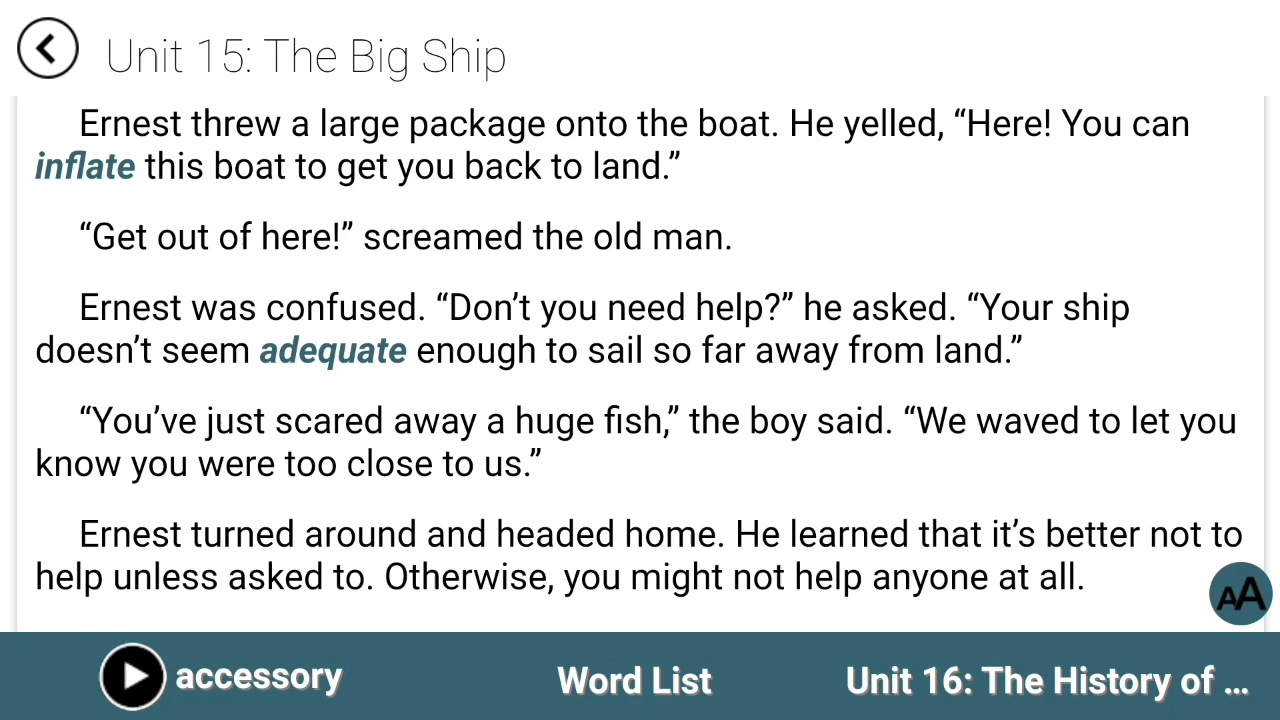 Unit 15: The Big Ship
Ernest threw a large package onto the boat. He yelled, “Here! You can
inflate this boat to get you back to land.”
“Get out of here!” screamed the old man.
Ernest was confused. “Don’t you need help?” he asked. “Your ship
doesn’t seem adequate enough to sail so far away from land.”
“You’ve just scared away a huge fish,” the boy said. “We waved to let you
know you were too close to us.”
Ernest turned around and headed home. He learned that it’s better not to
help unless asked to. Otherwise, you might not help anyone at all.
AA
accessory
Word List
Unit 16: The History of ...